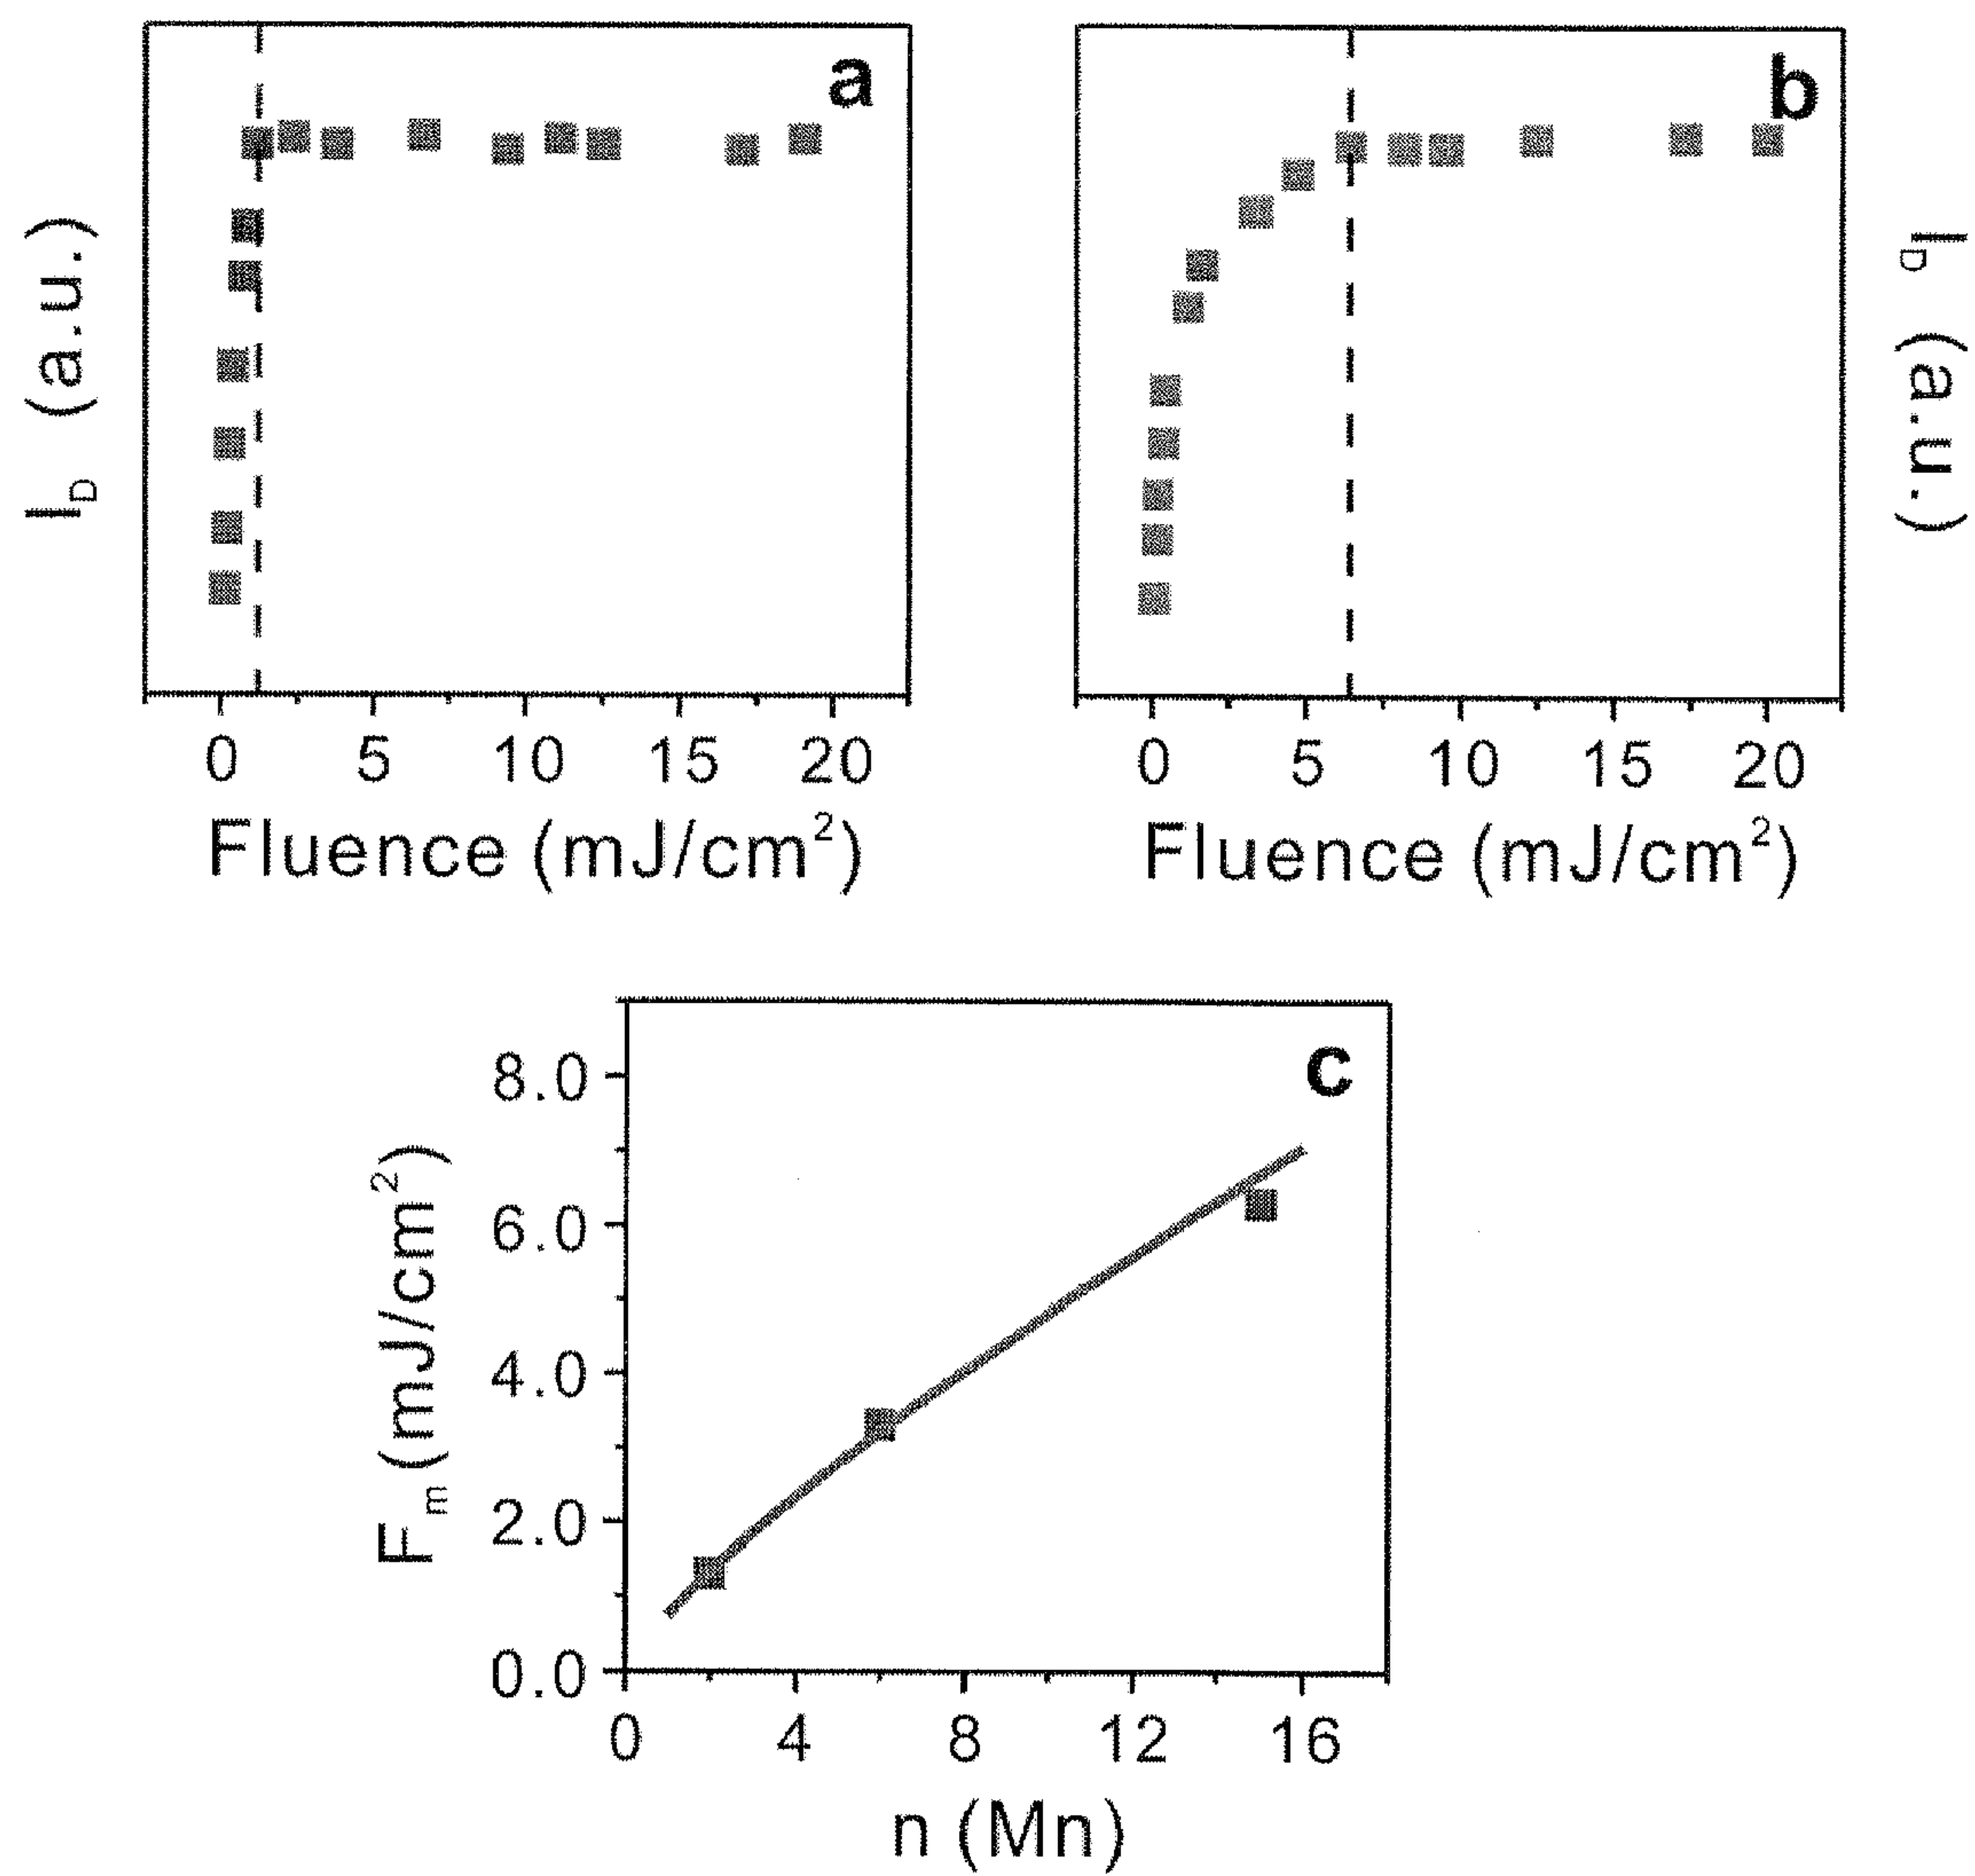 a
I_D (a.u.)
0 5 10 15 20
Fluence (mJ/cm²)
b
I_D (a.u.)
0 5 10 15 20
Fluence (mJ/cm²)
c
8.0
6.0
4.0
2.0
0.0
F_m (mJ/cm²)
0 4 8 12 16
n (Mn)